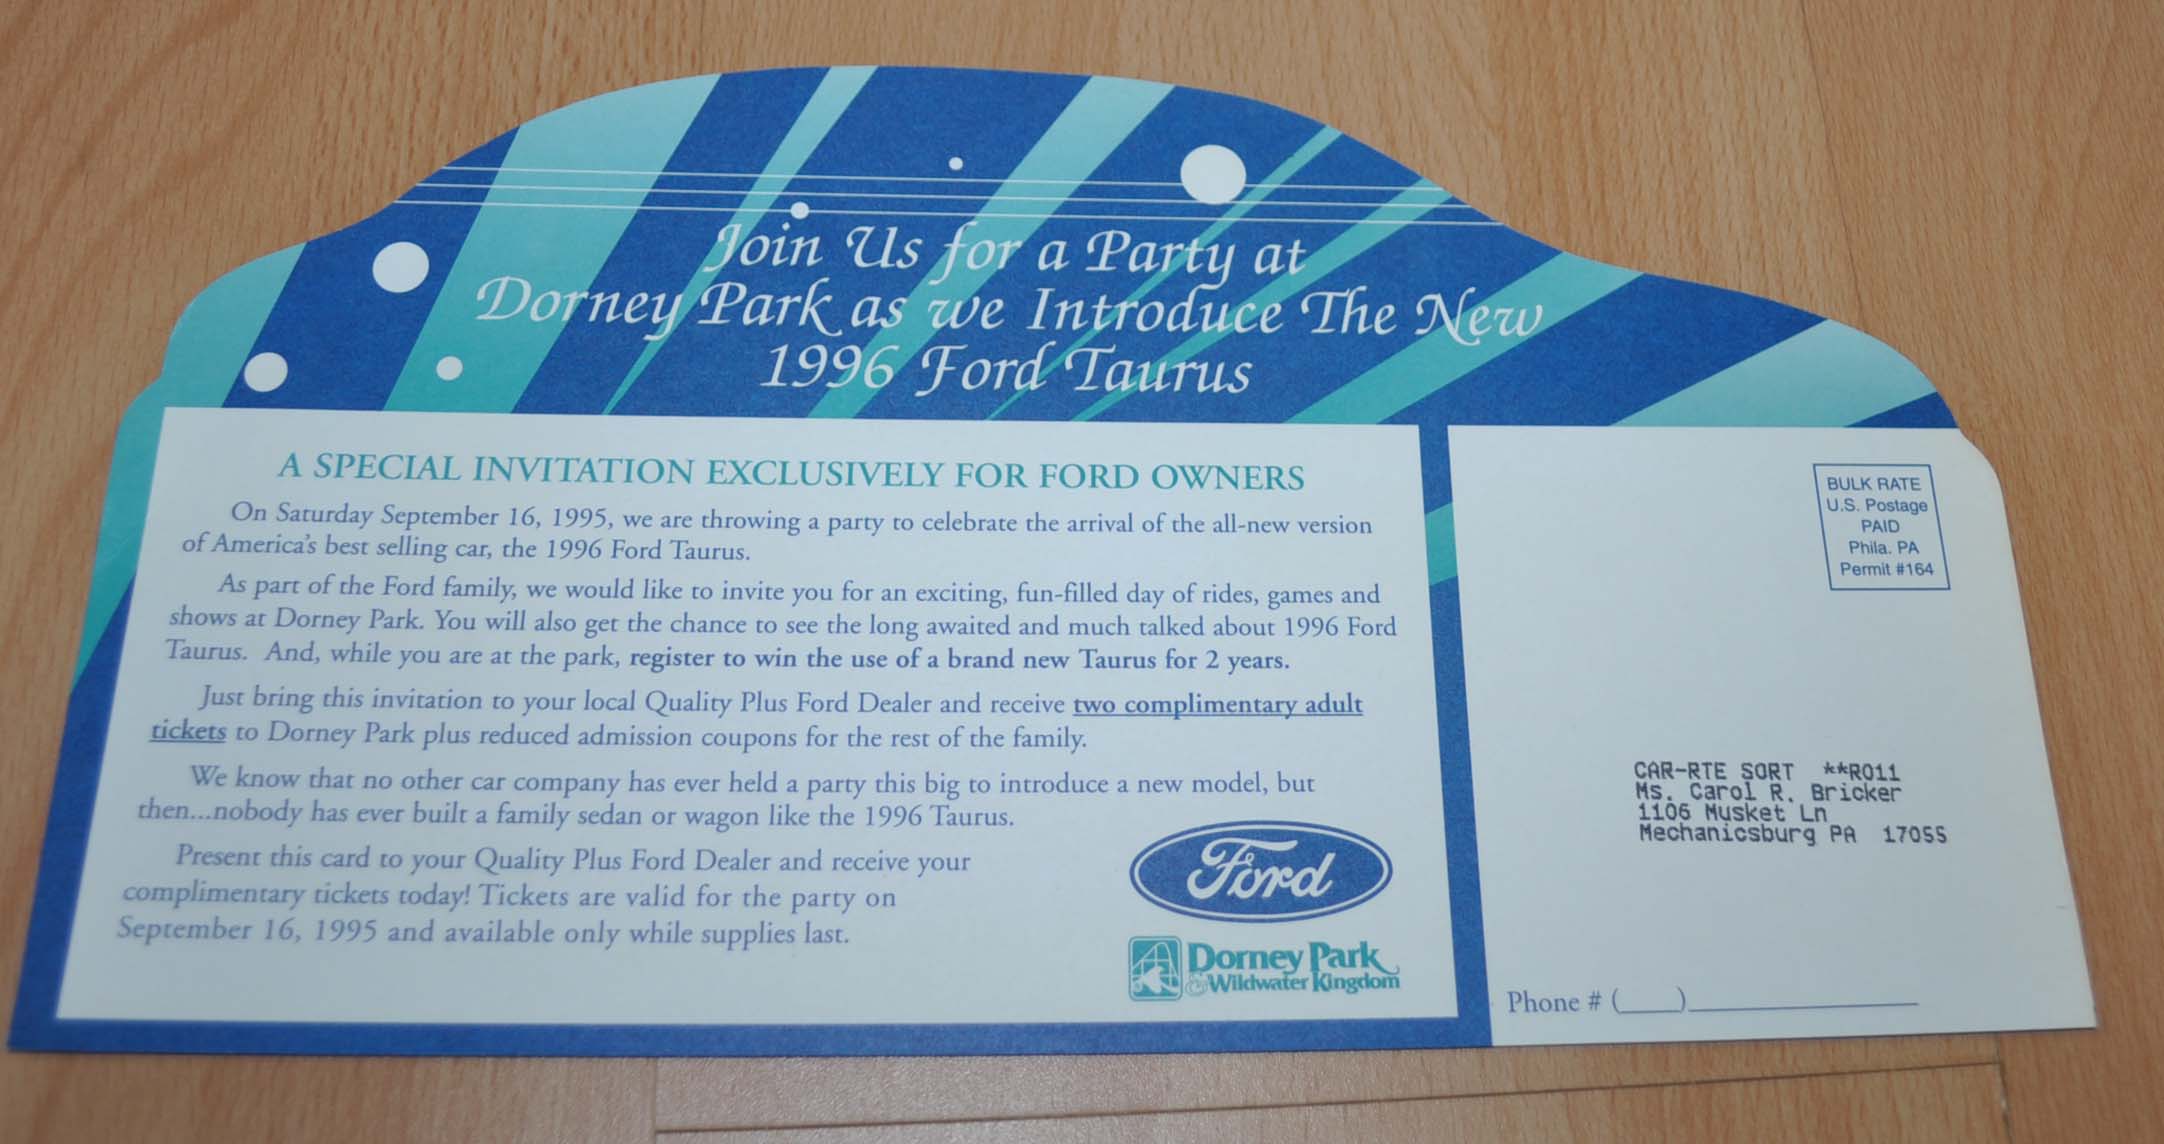 Join Us for a Party at
Dorney Park as we Introduce The New
1996 Ford Taurus
A SPECIAL INVITATION EXCLUSIVELY FOR FORD OWNERS
On Saturday September 16, 1995, we are throwing a party to celebrate the arrival of the all-new version
of America's best selling car, the 1996 Ford Taurus.
As part of the Ford family, we would like to invite you for an exciting, fun-filled day of rides, games and
shows at Dorney Park. You will also get the chance to see the long awaited and much talked about 1996 Ford
Taurus. And, while you are at the park, register to win the use of a brand new Taurus for 2 years.
Just bring this invitation to your local Quality Plus Ford Dealer and receive two complimentary adult
tickets to Dorney Park plus reduced admission coupons for the rest of the family.
We know that no other car company has ever held a party this big to introduce a new model, but
then...nobody has ever built a family sedan or wagon like the 1996 Taurus.
Present this card to your Quality Plus Ford Dealer and receive your
complimentary tickets today! Tickets are valid for the party on
September 16, 1995 and available only while supplies last.
Ford
Dorney Park
& Wildwater Kingdom
BULK RATE
U.S. Postage
PAID
Phila. PA
Permit #164
CAR-RTE SORT **R011
Ms. Carol R. Bricker
1106 Musket Ln
Mechanicsburg PA 17055
Phone # (____)________________